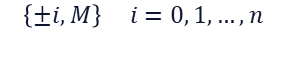 {±i, M} i = 0, 1, ..., n